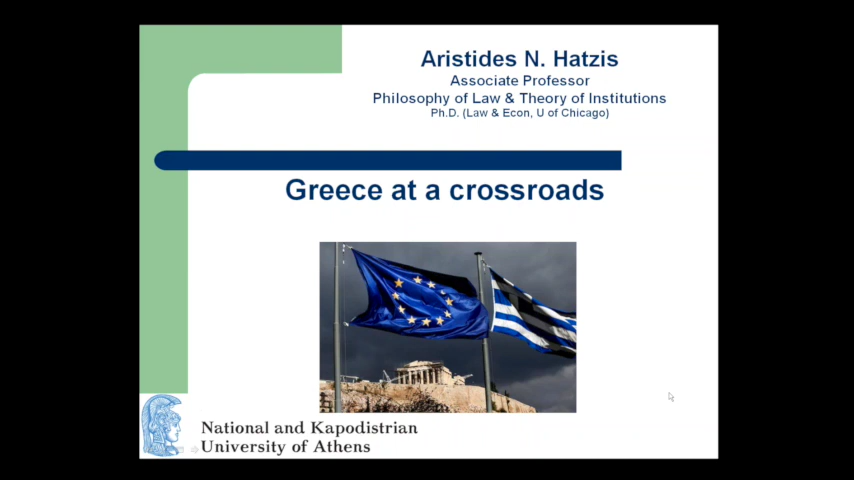 Aristides N. Hatzis
Associate Professor
Philosophy of Law & Theory of Institutions
Ph.D. (Law & Econ, U of Chicago)
Greece at a crossroads
National and Kapodistrian
University of Athens